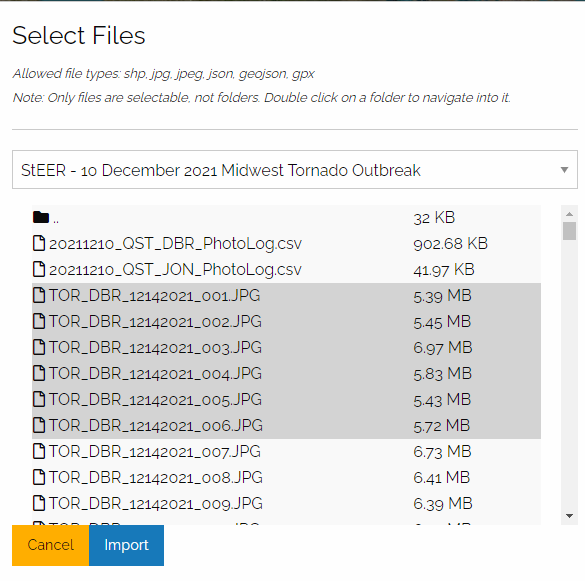 Select Files
Allowed file types: shp, jpg, jpeg, json, geojson, gpx
Note: Only files are selectable, not folders. Double click on a folder to navigate into it.
StEER - 10 December 2021 Midwest Tornado Outbreak
.. 32 KB
20211210_QST_DBR_PhotoLog.csv 902.68 KB
20211210_QST_JON_PhotoLog.csv 41.97 KB
TOR_DBR_12142021_001.JPG 5.39 MB
TOR_DBR_12142021_002.JPG 5.45 MB
TOR_DBR_12142021_003.JPG 6.97 MB
TOR_DBR_12142021_004.JPG 5.83 MB
TOR_DBR_12142021_005.JPG 5.43 MB
TOR_DBR_12142021_006.JPG 5.72 MB
TOR_DBR_12142021_007.JPG 6.73 MB
TOR_DBR_12142021_008.JPG 6.41 MB
TOR_DBR_12142021_009.JPG 6.39 MB
Cancel Import